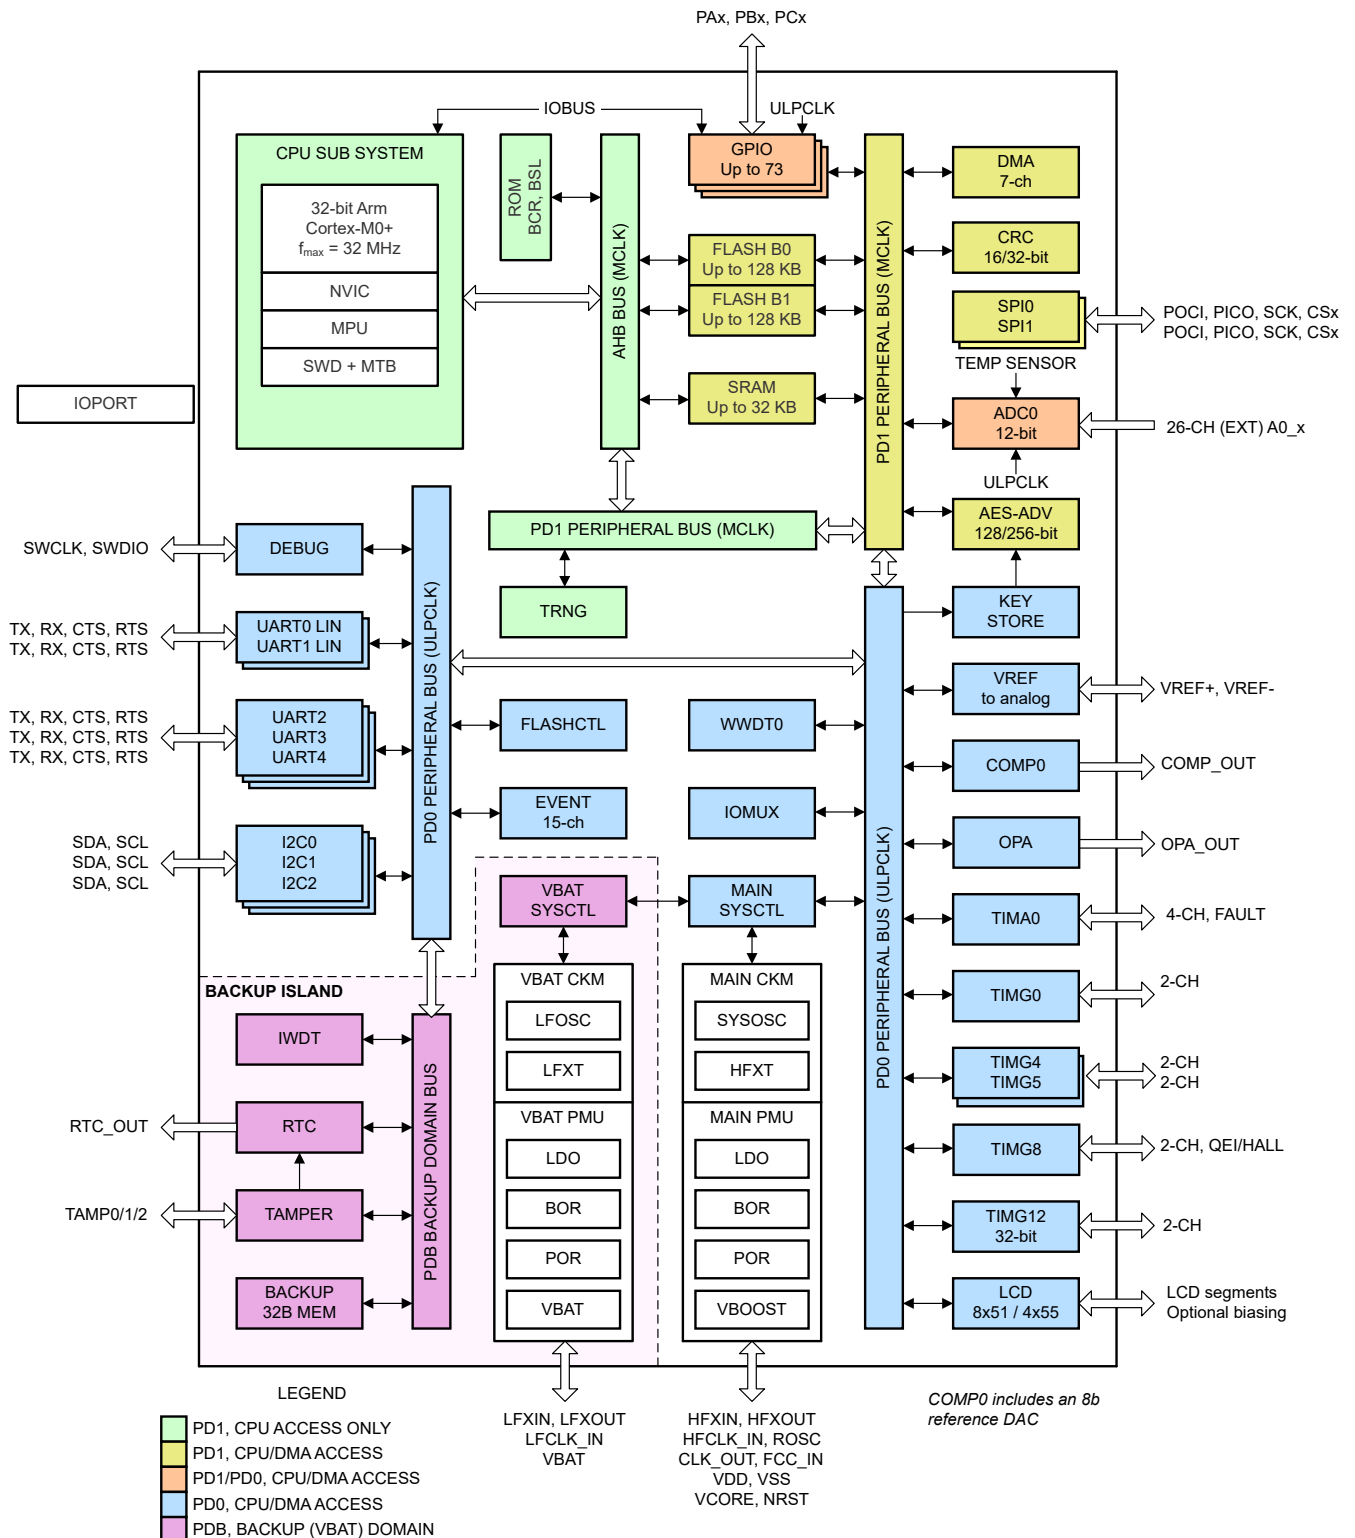 PAx, PBx, PCx
IOBUS
ULPCLK
CPU SUB SYSTEM
32-bit Arm
Cortex-M0+
fmax = 32 MHz
NVIC
MPU
SWD + MTB
IOPORT
ROM
BCR, BSL
AHB BUS (MCLK)
GPIO
Up to 73
FLASH B0
Up to 128 KB
FLASH B1
Up to 128 KB
SRAM
Up to 32 KB
PD1 PERIPHERAL BUS (MCLK)
DMA
7-ch
CRC
16/32-bit
SPI0
SPI1
POCI, PICO, SCK, CSx
POCI, PICO, SCK, CSx
TEMP SENSOR
ADC0
12-bit
26-CH (EXT) A0_x
ULPCLK
AES-ADV
128/256-bit
PD1 PERIPHERAL BUS (MCLK)
TRNG
KEY
STORE
SWCLK, SWDIO
DEBUG
TX, RX, CTS, RTS
TX, RX, CTS, RTS
UART0 LIN
UART1 LIN
TX, RX, CTS, RTS
TX, RX, CTS, RTS
TX, RX, CTS, RTS
UART2
UART3
UART4
SDA, SCL
SDA, SCL
SDA, SCL
I2C0
I2C1
I2C2
PD0 PERIPHERAL BUS (ULPCLK)
FLASHCTL
EVENT
15-ch
WWDT0
IOMUX
VBAT
SYSCTL
MAIN
SYSCTL
PD0 PERIPHERAL BUS (ULPCLK)
VREF
to analog
VREF+, VREF-
COMP0
COMP_OUT
OPA
OPA_OUT
TIMA0
4-CH, FAULT
TIMG0
2-CH
TIMG4
TIMG5
2-CH
2-CH
TIMG8
2-CH, QEI/HALL
TIMG12
32-bit
2-CH
LCD
8x51 / 4x55
LCD segments
Optional biasing
BACKUP ISLAND
IWDT
RTC_OUT
RTC
TAMP0/1/2
TAMPER
BACKUP
32B MEM
PDB BACKUP DOMAIN BUS
VBAT CKM
LFOSC
LFXT
VBAT PMU
LDO
BOR
POR
VBAT
MAIN CKM
SYSOSC
HFXT
MAIN PMU
LDO
BOR
POR
VBOOST
LFXIN, LFXOUT
LFCLK_IN
VBAT
HFXIN, HFXOUT
HFCLK_IN, ROSC
CLK_OUT, FCC_IN
VDD, VSS
VCORE, NRST
COMP0 includes an 8b
reference DAC
LEGEND
PD1, CPU ACCESS ONLY
PD1, CPU/DMA ACCESS
PD1/PD0, CPU/DMA ACCESS
PD0, CPU/DMA ACCESS
PDB, BACKUP (VBAT) DOMAIN